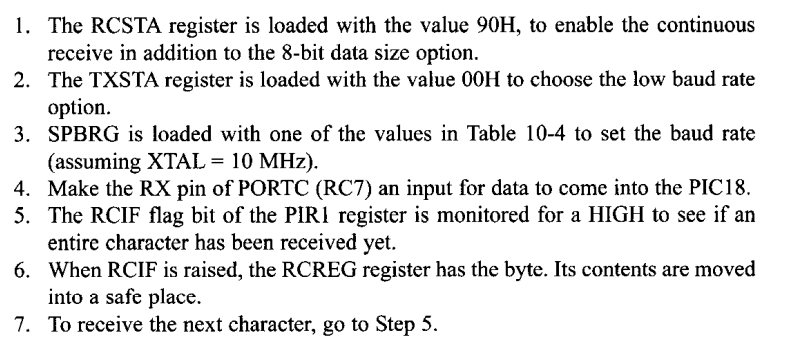 1. The RCSTA register is loaded with the value 90H, to enable the continuous
receive in addition to the 8-bit data size option.
2. The TXSTA register is loaded with the value 00H to choose the low baud rate
option.
3. SPBRG is loaded with one of the values in Table 10-4 to set the baud rate
(assuming XTAL = 10 MHz).
4. Make the RX pin of PORTC (RC7) an input for data to come into the PIC18.
5. The RCIF flag bit of the PIR1 register is monitored for a HIGH to see if an
entire character has been received yet.
6. When RCIF is raised, the RCREG register has the byte. Its contents are moved
into a safe place.
7. To receive the next character, go to Step 5.